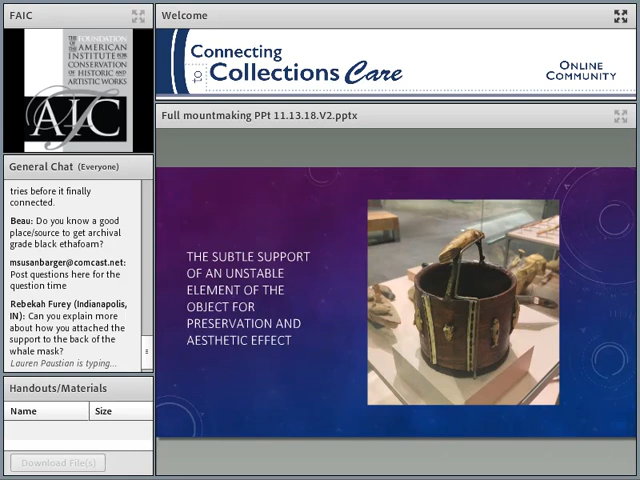 FAIC
THE FOUNDATION
OF THE
AMERICAN
INSTITUTE FOR
CONSERVATION
OF HISTORIC AND
ARTISTIC WORKS
AIC
General Chat (Everyone)
tries before it finally
connected.
Beau: Do you know a good
place/source to get archival
grade black ethafoam?
msusanbarger@comcast.net:
Post questions here for the
question time
Rebekah Furey (Indianapolis,
IN): Can you explain more
about how you attached the
support to the back of the
whale mask?
Lauren Paustian is typing...
Handouts/Materials
Name Size
Download File(s)
Welcome
Connecting
to Collections Care
ONLINE
COMMUNITY
Full mountmaking PPt 11.13.18.V2.pptx
THE SUBTLE SUPPORT
OF AN UNSTABLE
ELEMENT OF THE
OBJECT FOR
PRESERVATION AND
AESTHETIC EFFECT